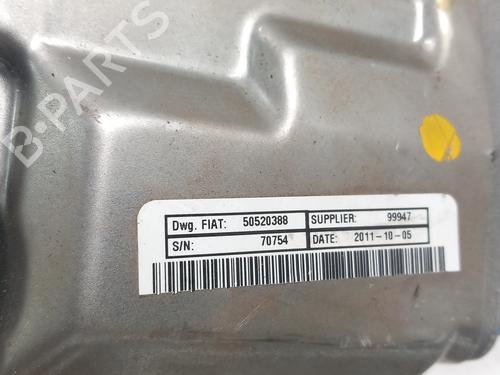 B-PARTS
Dwg. FIAT: 50520388 SUPPLIER: 99947
S/N: 70754 DATE: 2011-10-05